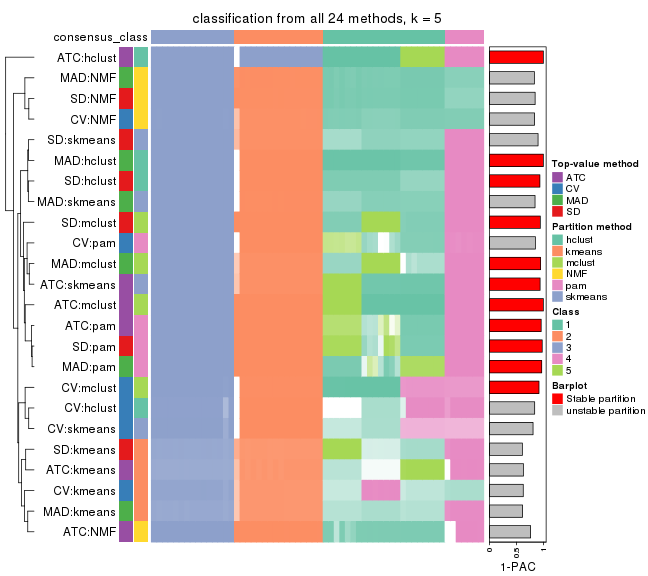 classification from all 24 methods, k = 5
consensus_class
ATC:hclust
MAD:NMF
SD:NMF
CV:NMF
SD:skmeans
MAD:hclust
SD:hclust
MAD:skmeans
SD:mclust
CV:pam
MAD:mclust
ATC:skmeans
ATC:mclust
ATC:pam
SD:pam
MAD:pam
CV:mclust
CV:hclust
CV:skmeans
SD:kmeans
ATC:kmeans
CV:kmeans
MAD:kmeans
ATC:NMF
0
0.5
1
1-PAC
Top-value method
ATC
CV
MAD
SD
Partition method
hclust
kmeans
mclust
NMF
pam
skmeans
Class
1
2
3
4
5
Barplot
Stable partition
unstable partition